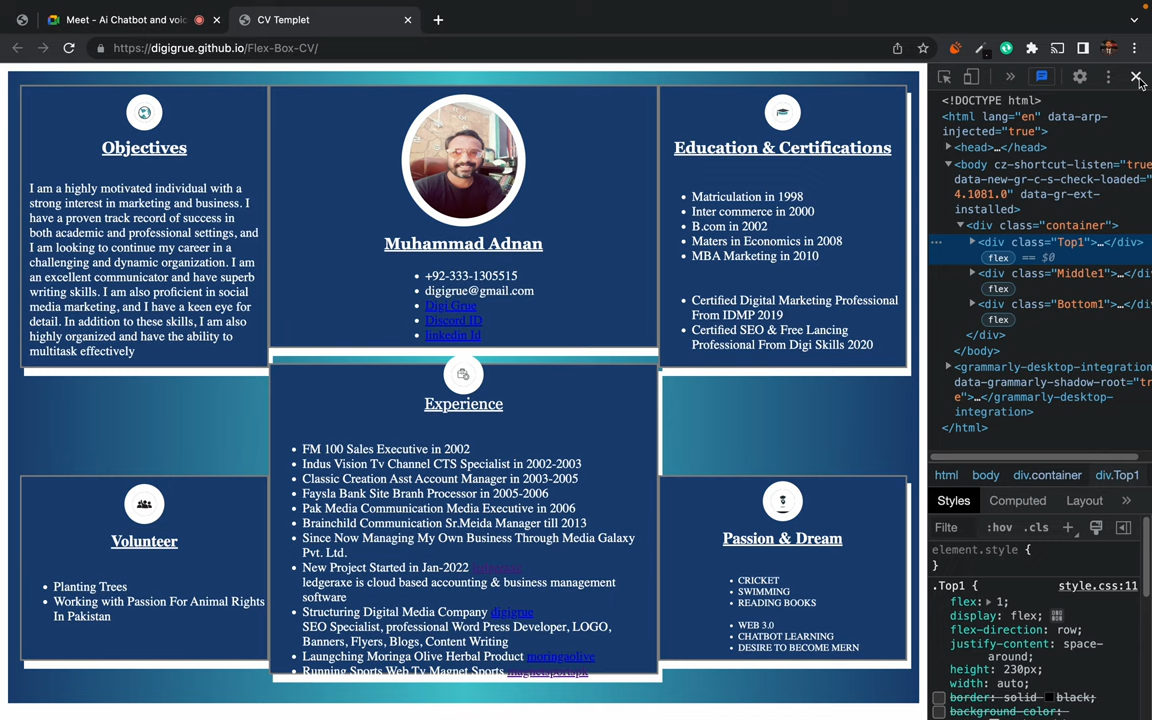 Meet - Ai Chatbot and voic
CV Templet
https://digigrue.github.io/Flex-Box-CV/
Objectives
I am a highly motivated individual with a
strong interest in marketing and business. I
have a proven track record of success in
both academic and professional settings, and
I am looking to continue my career in a
challenging and dynamic organization. I am
an excellent communicator and have superb
writing skills. I am also proficient in social
media marketing, and I have a keen eye for
detail. In addition to these skills, I am also
highly organized and have the ability to
multitask effectively
Muhammad Adnan
+92-333-1305515
digigrue@gmail.com
Digi Grue
Discord ID
linkedin Id
Education & Certifications
Matriculation in 1998
Inter commerce in 2000
B.com in 2002
Maters in Economics in 2008
MBA Marketing in 2010
Certified Digital Marketing Professional
From IDMP 2019
Certified SEO & Free Lancing
Professional From Digi Skills 2020
Experience
FM 100 Sales Executive in 2002
Indus Vision Tv Channel CTS Specialist in 2002-2003
Classic Creation Asst Account Manager in 2003-2005
Faysla Bank Site Branh Processor in 2005-2006
Pak Media Communication Media Executive in 2006
Brainchild Communication Sr.Meida Manager till 2013
Since Now Managing My Own Business Through Media Galaxy
Pvt. Ltd.
New Project Started in Jan-2022
ledgeraxe is cloud based accounting & business management
software
Structuring Digital Media Company digigrue
SEO Specialist, professional Word Press Developer, LOGO,
Banners, Flyers, Blogs, Content Writing
Laungching Moringa Olive Herbal Product moringaolive
Running Sports Web Tv Magnet Sports magnetsportspk
Volunteer
Planting Trees
Working with Passion For Animal Rights
In Pakistan
Passion & Dream
CRICKET
SWIMMING
READING BOOKS
WEB 3.0
CHATBOT LEARNING
DESIRE TO BECOME MERN
<!DOCTYPE html>
<html lang="en" data-arp-
injected="true">
<head>…</head>
<body cz-shortcut-listen="true
data-new-gr-c-s-check-loaded="
4.1081.0" data-gr-ext-
installed>
<div class="container">
<div class="Top1">…</div>
flex == $0
<div class="Middle1">…</di
flex
<div class="Bottom1">…</di
flex
</div>
</body>
<grammarly-desktop-integration
data-grammarly-shadow-root="tr
e">…</grammarly-desktop-
integration>
</html>
html body div.container div.Top1
Styles Computed Layout
Filte :hov .cls
element.style {
}
.Top1 { style.css:11
flex: 1;
display: flex;
flex-direction: row;
justify-content: space-
around;
height: 230px;
width: auto;
border: solid black;
background-color: